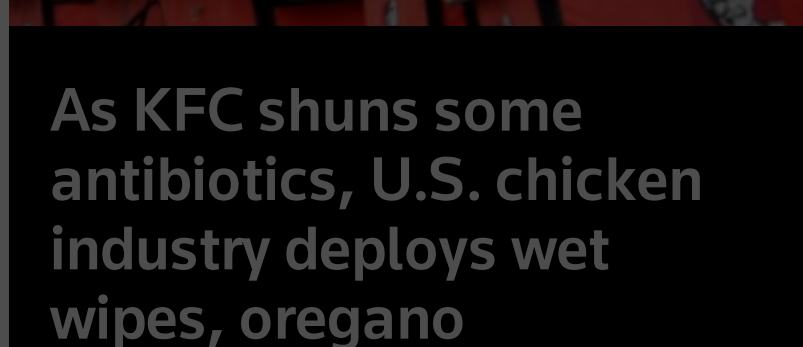 As KFC shuns some
antibiotics, U.S. chicken
industry deploys wet
wipes, oregano